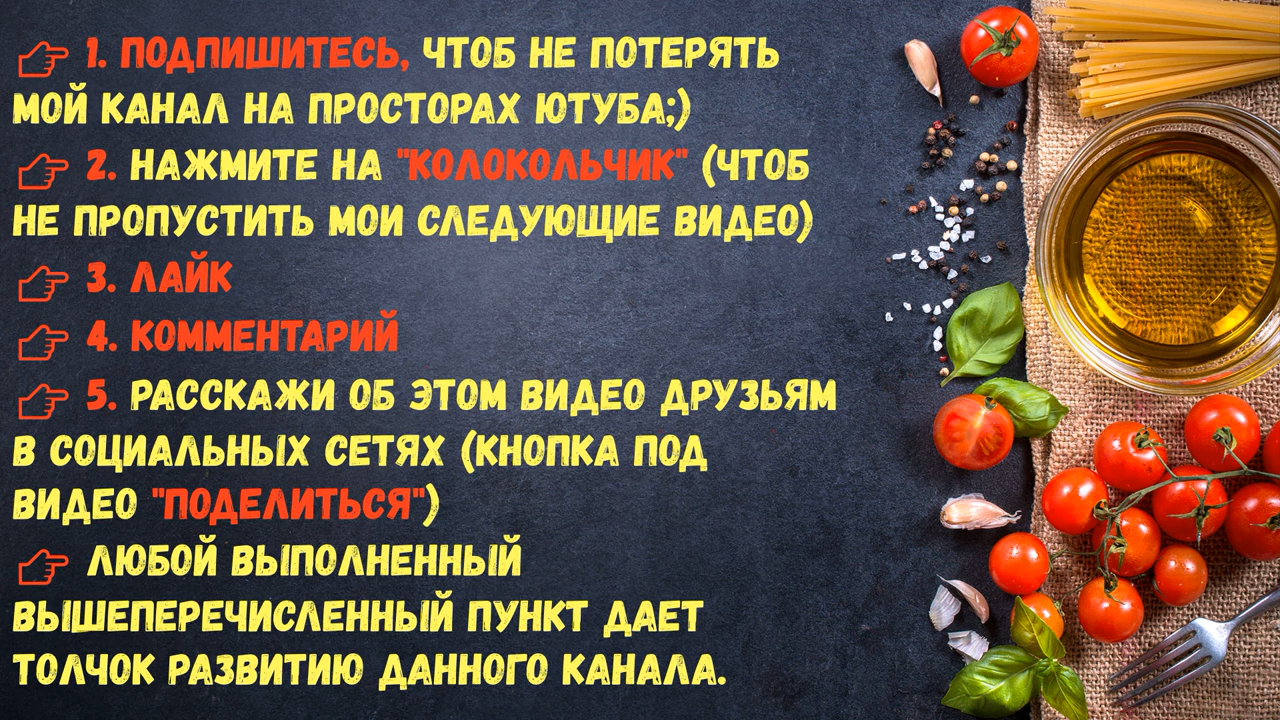 1. ПОДПИШИТЕСЬ, ЧТОБ НЕ ПОТЕРЯТЬ
МОЙ КАНАЛ НА ПРОСТОРАХ ЮТУБА;)
2. НАЖМИТЕ НА "КОЛОКОЛЬЧИК" (ЧТОБ
НЕ ПРОПУСТИТЬ МОИ СЛЕДУЮЩИЕ ВИДЕО)
3. ЛАЙК
4. КОММЕНТАРИЙ
5. РАССКАЖИ ОБ ЭТОМ ВИДЕО ДРУЗЬЯМ
В СОЦИАЛЬНЫХ СЕТЯХ (КНОПКА ПОД
ВИДЕО "ПОДЕЛИТЬСЯ")
ЛЮБОЙ ВЫПОЛНЕННЫЙ
ВЫШЕПЕРЕЧИСЛЕННЫЙ ПУНКТ ДАЕТ
ТОЛЧОК РАЗВИТИЮ ДАННОГО КАНАЛА.